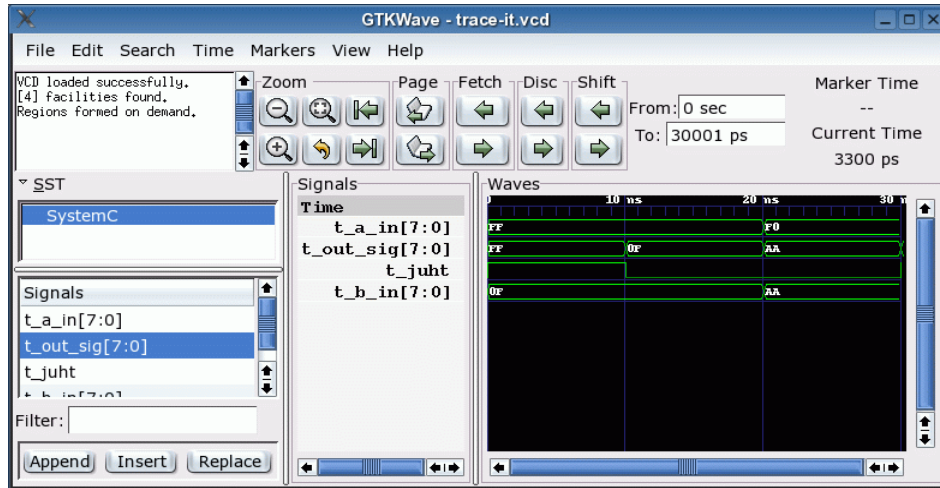 GTKWave - trace-it.vcd
File Edit Search Time Markers View Help
VCD loaded successfully.
[4] facilities found.
Regions formed on demand.
Zoom Page Fetch Disc Shift
From: 0 sec
To: 30001 ps
Marker Time
--
Current Time
3300 ps
SST
SystemC
Signals
t_a_in[7:0]
t_out_sig[7:0]
t_juht
t_b_in[7:0]
Filter:
Append Insert Replace
Signals
Time
t_a_in[7:0]
t_out_sig[7:0]
t_juht
t_b_in[7:0]
Waves
10 ns 20 ns 30 n
FF F0
FF 0F AA
0F AA